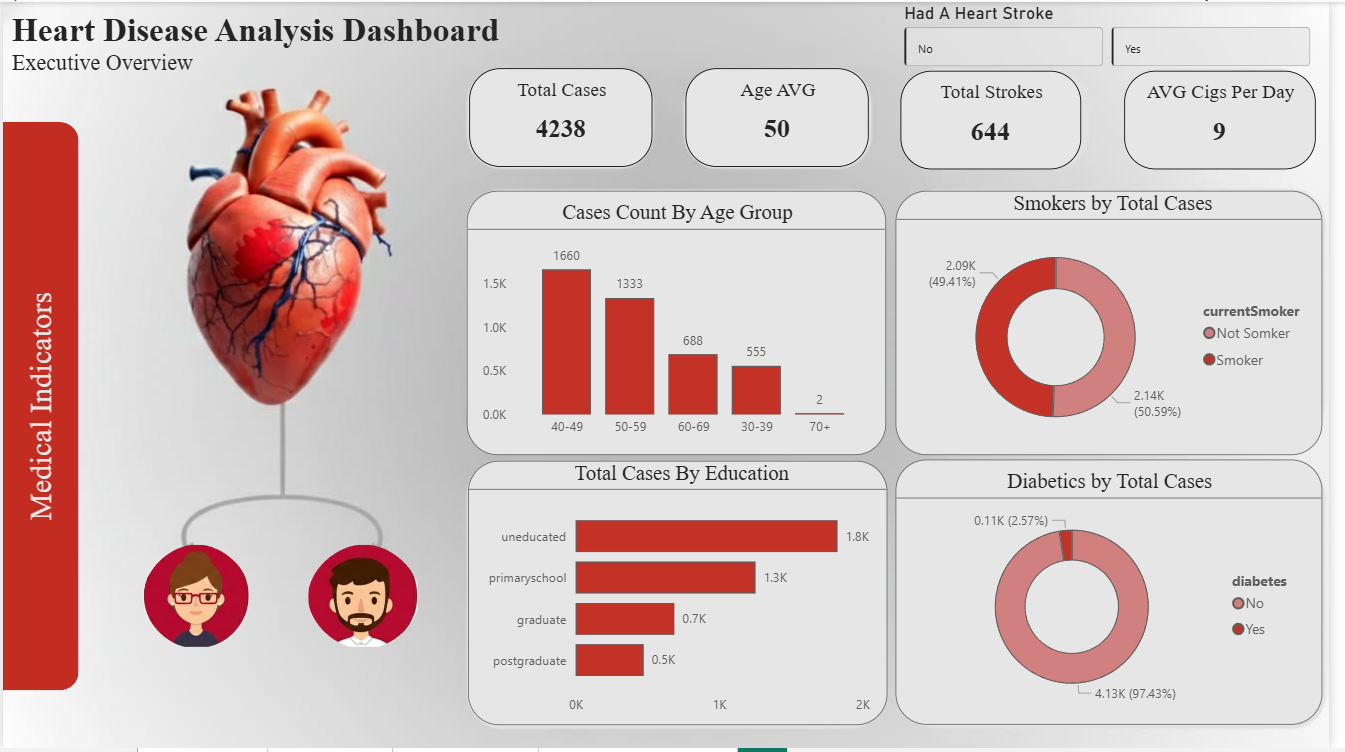 Heart Disease Analysis Dashboard
Executive Overview
Had A Heart Stroke
No
Yes
Total Cases
4238
Age AVG
50
Total Strokes
644
AVG Cigs Per Day
9
Medical Indicators
Cases Count By Age Group
1.5K
1.0K
0.5K
0.0K
1660
1333
688
555
2
40-49
50-59
60-69
30-39
70+
Smokers by Total Cases
2.09K
(49.41%)
2.14K
(50.59%)
currentSmoker
Not Somker
Smoker
Total Cases By Education
uneducated
1.8K
primaryschool
1.3K
graduate
0.7K
postgraduate
0.5K
0K
1K
2K
Diabetics by Total Cases
0.11K (2.57%)
4.13K (97.43%)
diabetes
No
Yes